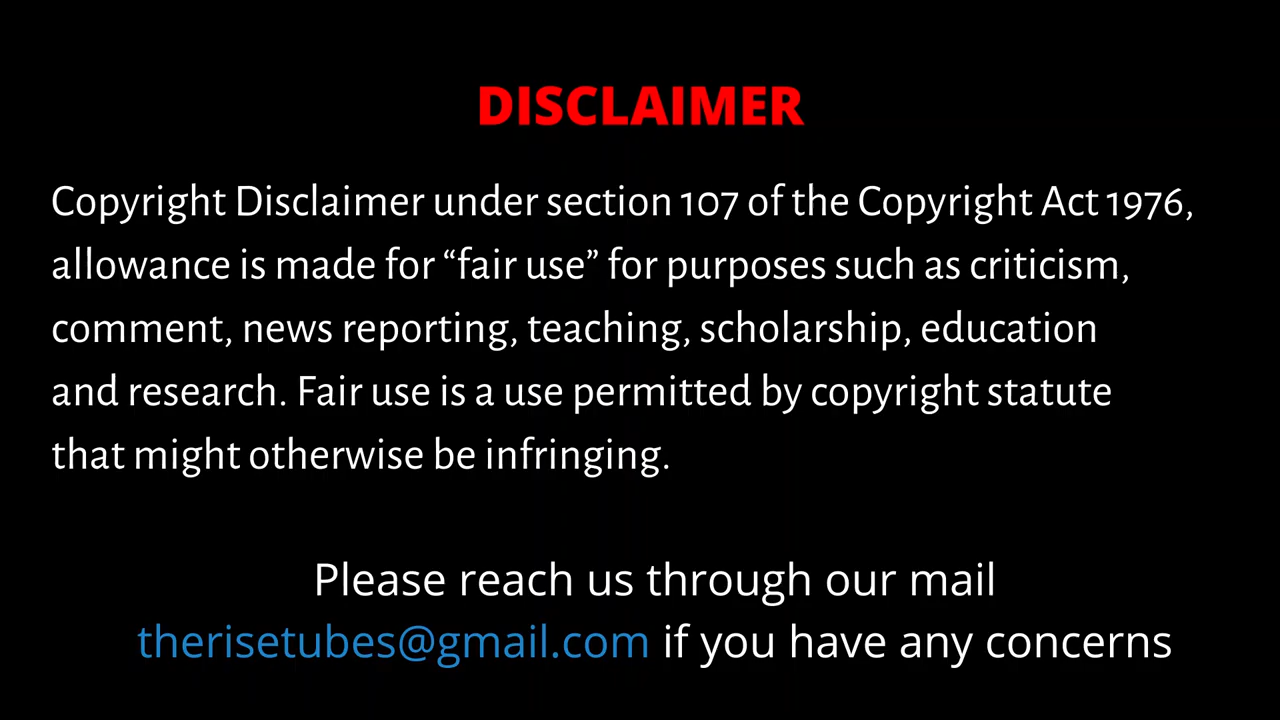 DISCLAIMER
Copyright Disclaimer under section 107 of the Copyright Act 1976,
allowance is made for “fair use” for purposes such as criticism,
comment, news reporting, teaching, scholarship, education
and research. Fair use is a use permitted by copyright statute
that might otherwise be infringing.
Please reach us through our mail
therisetubes@gmail.com if you have any concerns